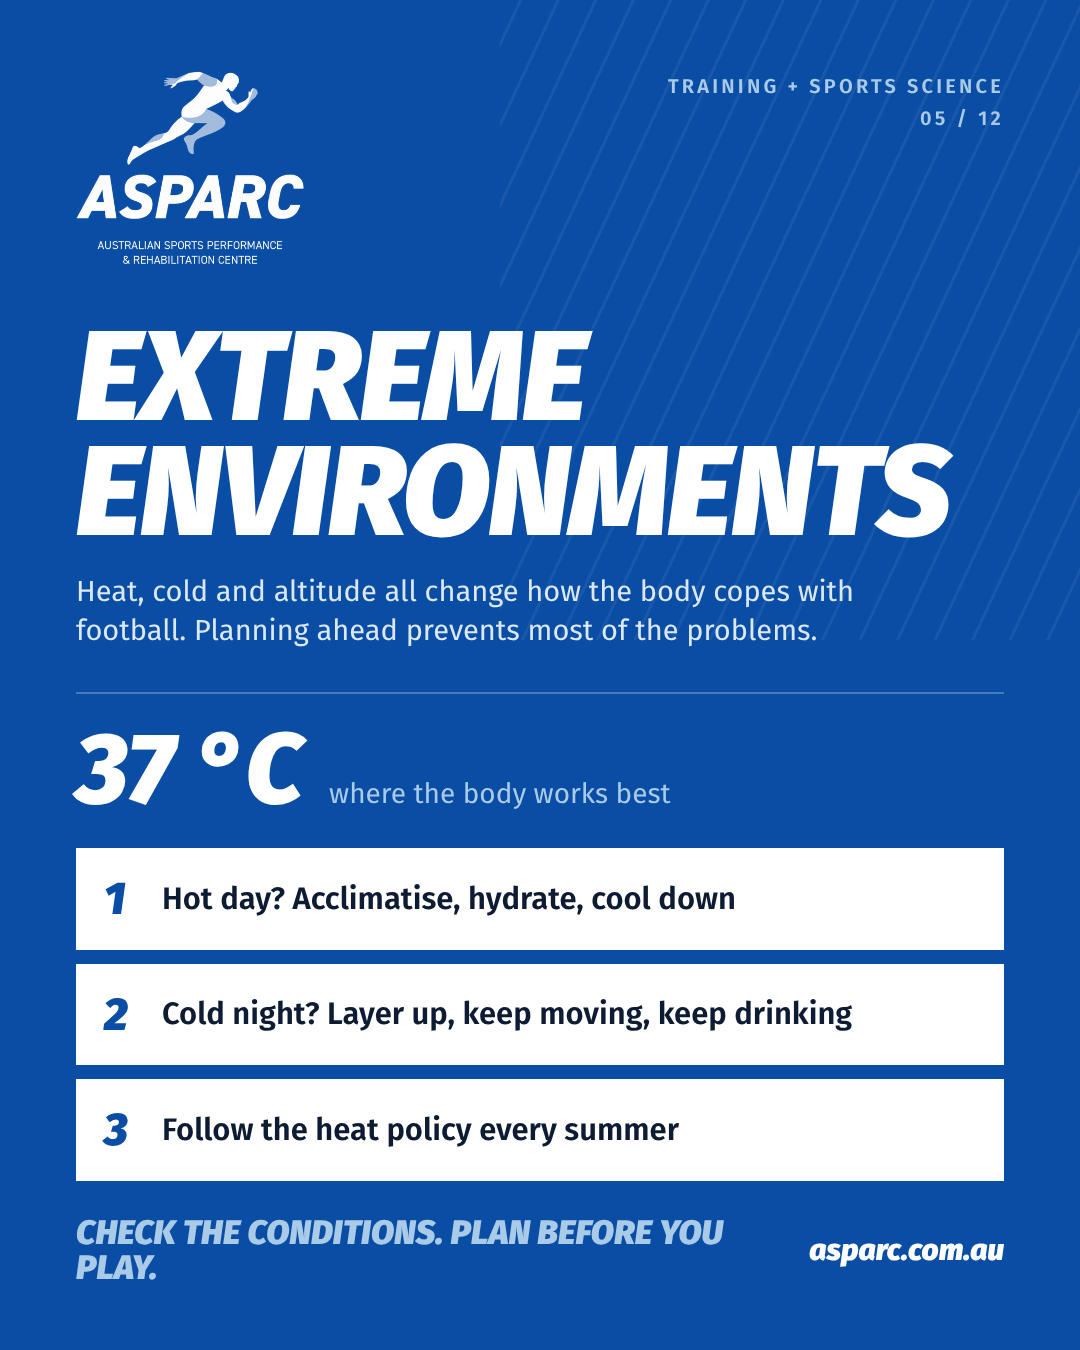 TRAINING + SPORTS SCIENCE
05 / 12
ASPARC
AUSTRALIAN SPORTS PERFORMANCE
& REHABILITATION CENTRE
EXTREME
ENVIRONMENTS
Heat, cold and altitude all change how the body copes with
football. Planning ahead prevents most of the problems.
37 °C where the body works best
1 Hot day? Acclimatise, hydrate, cool down
2 Cold night? Layer up, keep moving, keep drinking
3 Follow the heat policy every summer
CHECK THE CONDITIONS. PLAN BEFORE YOU
PLAY.
asparc.com.au